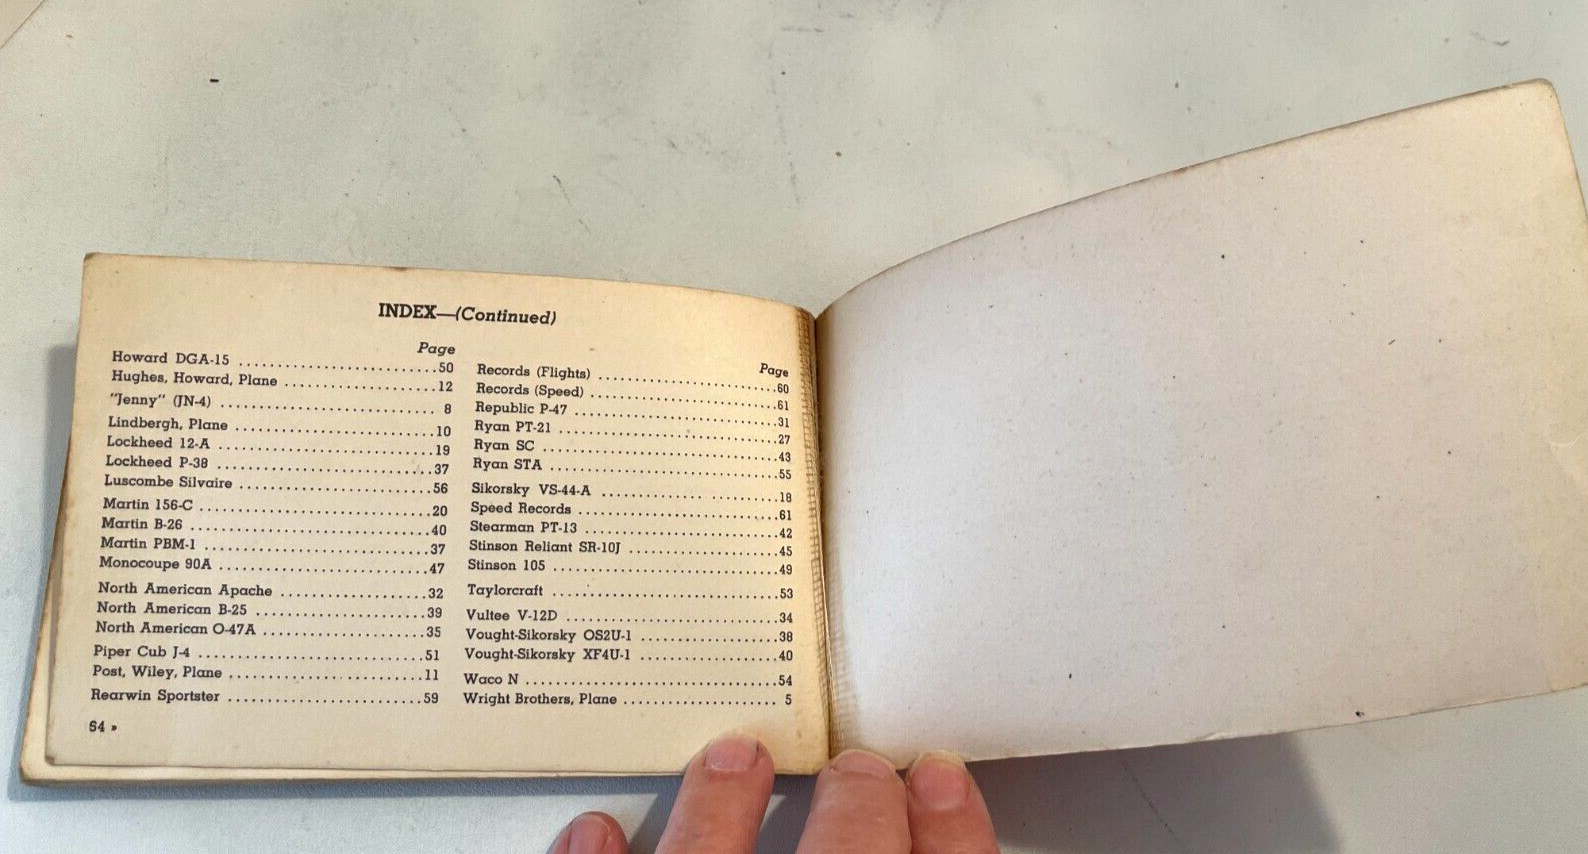 INDEX—(Continued)
Page
Howard DGA-15 ........................50
Hughes, Howard, Plane ....................12
"Jenny" (JN-4) ............................ 8
Lindbergh, Plane ..........................10
Lockheed 12-A ............................19
Lockheed P-38 ............................37
Luscombe Silvaire ........................56
Martin 156-C ..............................20
Martin B-26 ..............................40
Martin PBM-1 ............................37
Monocoupe 90A ..........................47
North American Apache ..................32
North American B-25 ......................39
North American O-47A ....................35
Piper Cub J-4 ............................51
Post, Wiley, Plane ........................11
Rearwin Sportster ........................59
64 »
Page
Records (Flights) ........................60
Records (Speed) ..........................61
Republic P-47 ............................31
Ryan PT-21 ..............................27
Ryan SC ..................................43
Ryan STA ................................55
Sikorsky VS-44-A ........................18
Speed Records ............................61
Stearman PT-13 ..........................42
Stinson Reliant SR-10J ....................45
Stinson 105 ..............................49
Taylorcraft ..............................53
Vultee V-12D ............................34
Vought-Sikorsky OS2U-1 ..................38
Vought-Sikorsky XF4U-1 ..................40
Waco N ..................................54
Wright Brothers, Plane .................... 5